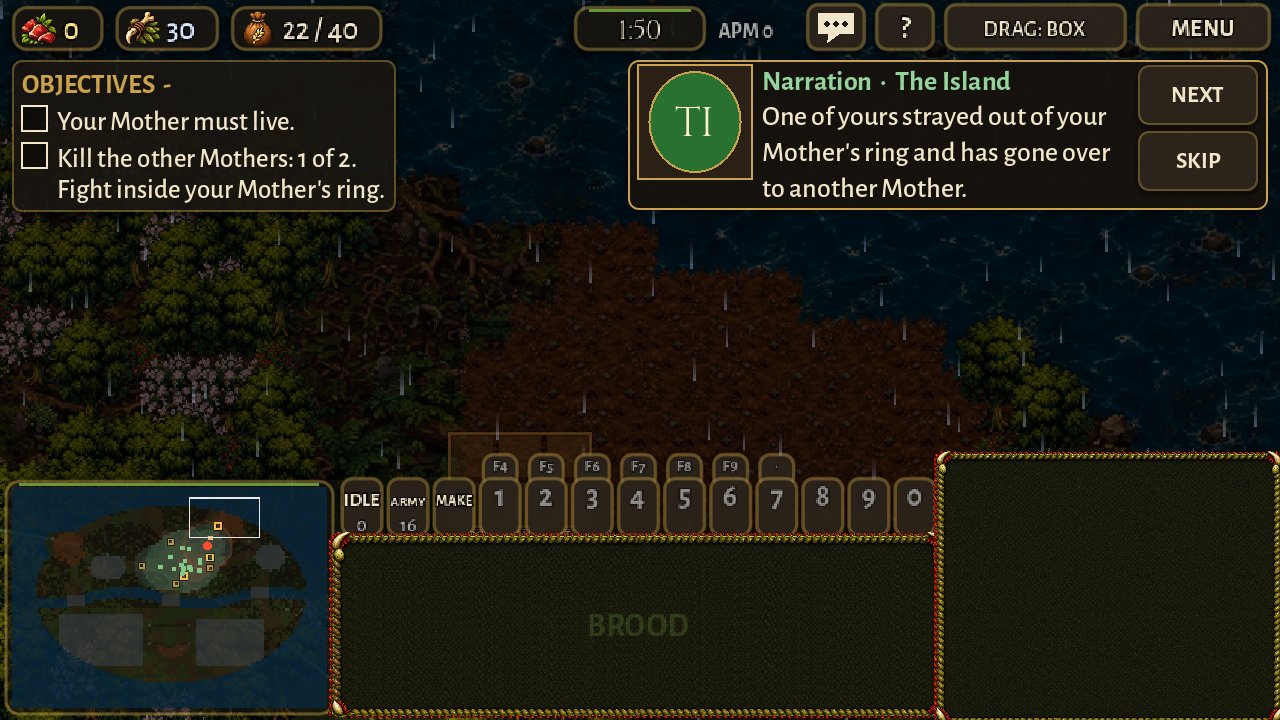 0
30
22 / 40
1:50
APM 0
?
DRAG: BOX
MENU
OBJECTIVES -
Your Mother must live.
Kill the other Mothers: 1 of 2.
Fight inside your Mother's ring.
TI
Narration · The Island
One of yours strayed out of your
Mother's ring and has gone over
to another Mother.
NEXT
SKIP
F4
F5
F6
F7
F8
F9
IDLE
0
ARMY
16
MAKE
1
2
3
4
5
6
7
8
9
0
BROOD